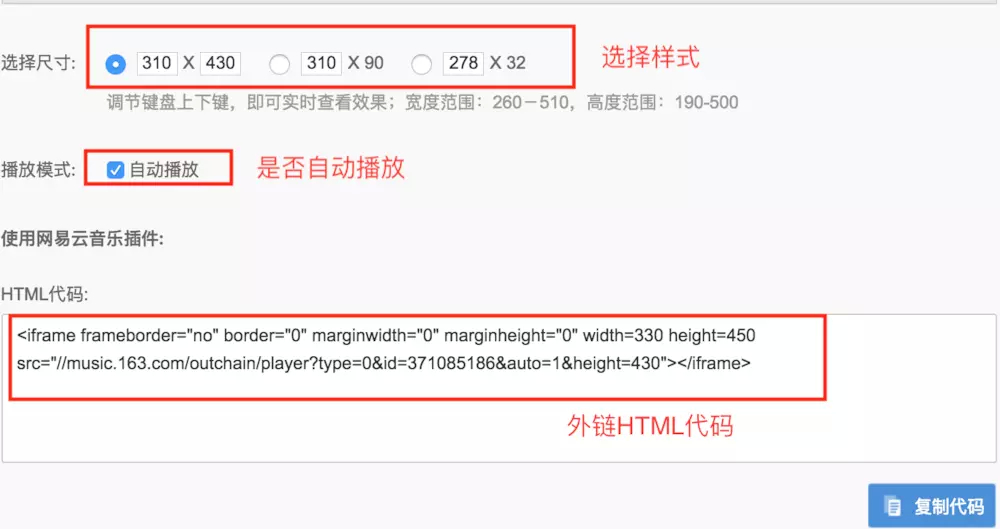 选择尺寸: 310 X 430 310 X 90 278 X 32 选择样式
调节键盘上下键，即可实时查看效果；宽度范围：260－510，高度范围：190-500
播放模式: 自动播放 是否自动播放
使用网易云音乐插件:
HTML代码:
<iframe frameborder="no" border="0" marginwidth="0" marginheight="0" width=330 height=450
src="//music.163.com/outchain/player?type=0&id=371085186&auto=1&height=430"></iframe>
外链HTML代码
复制代码